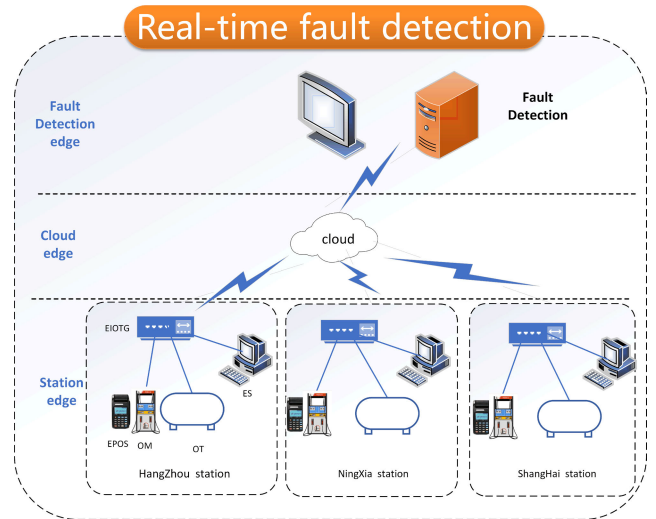 Real-time fault detection
Fault
Detection
edge
Fault
Detection
Cloud
edge
cloud
Station
edge
EIOTG
ES
EPOS
OM
OT
HangZhou station
NingXia station
ShangHai station